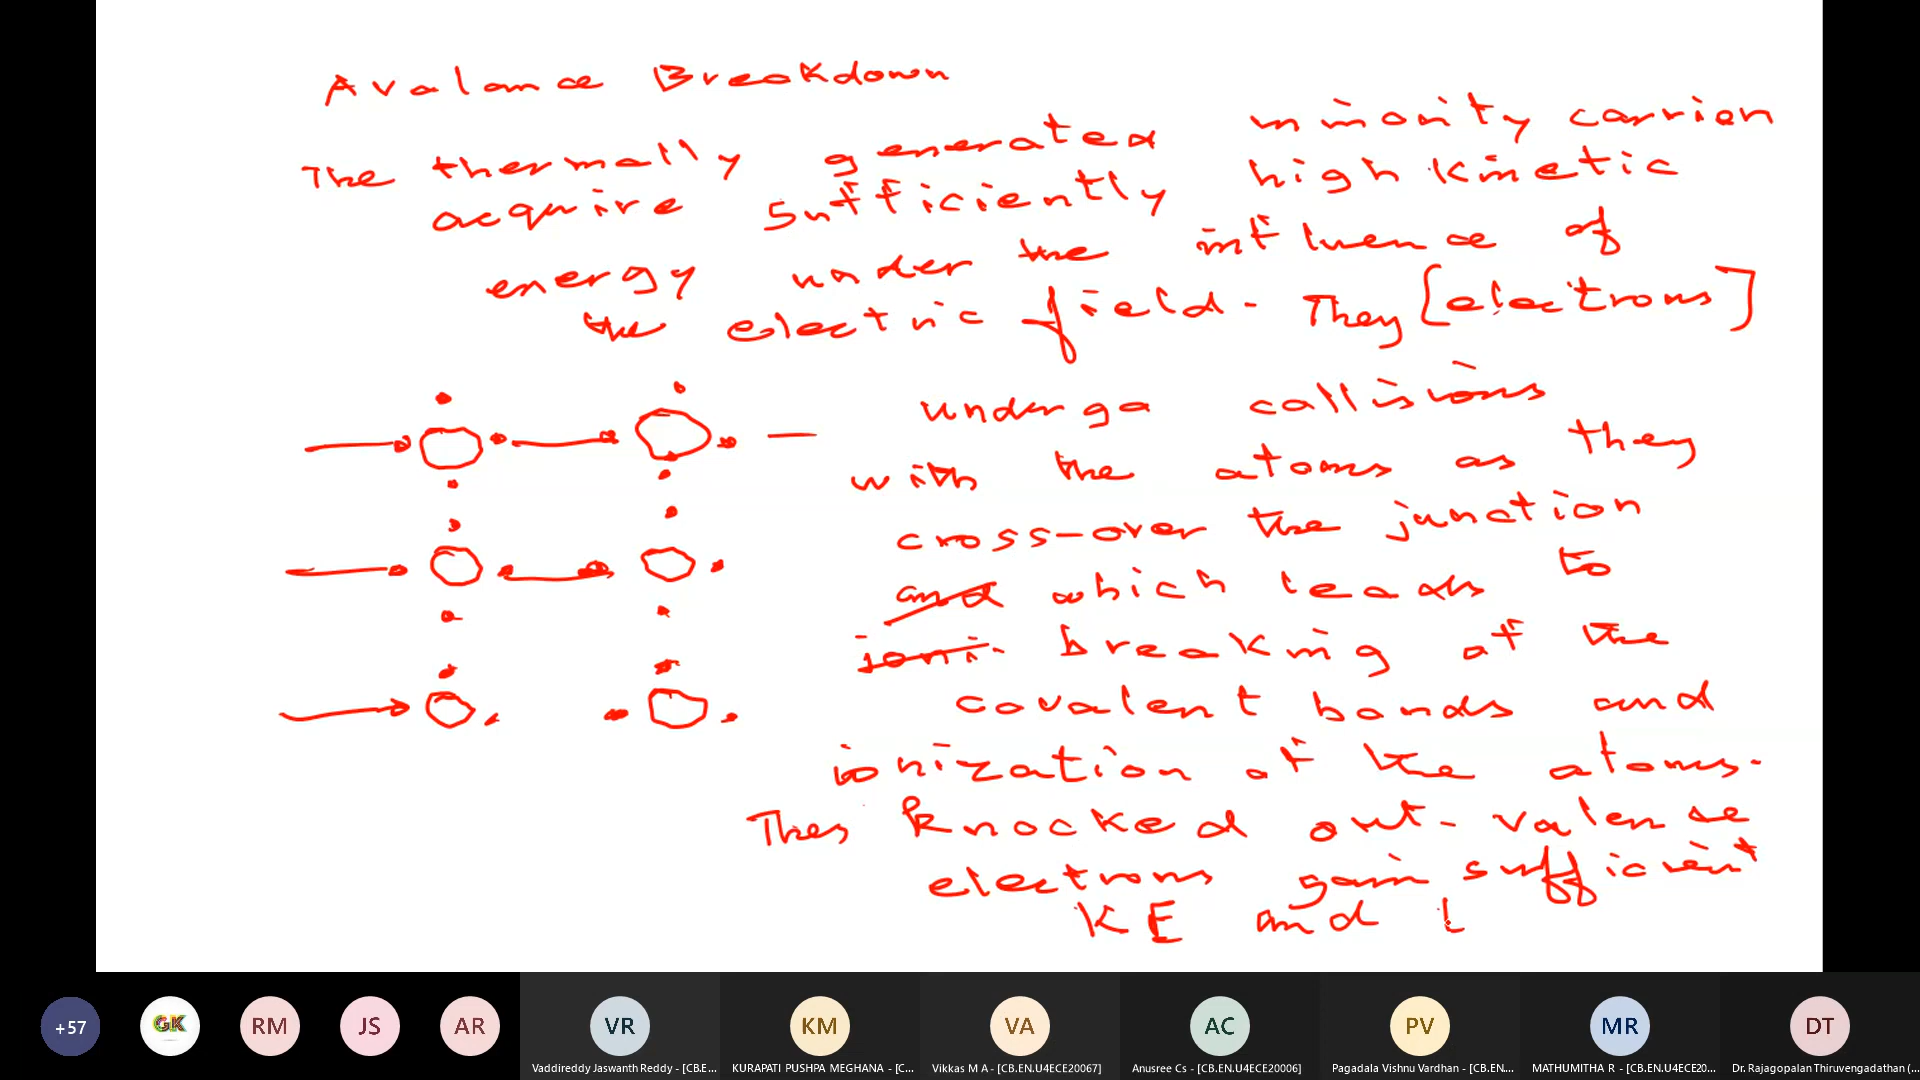 Avalance Breakdown
The thermally generated minority carrier
acquire sufficiently high kinetic
energy under the influence of
the electric field. They [electrons]
undergo collisions
with the atoms as they
cross-over the junction
and which leads to
ioni. breaking of the
covalent bonds and
ionization of the atoms.
Thes knocked out-valense
electrons gain sufficient
KE and
+57
GK
RM
JS
AR
VR
KM
VA
AC
PV
MR
DT
Vaddireddy Jaswanth Reddy - [CB.E...
KURAPATI PUSHPA MEGHANA - [C...
Vikkas M A - [CB.EN.U4ECE20067]
Anusree Cs - [CB.EN.U4ECE20006]
Pagadala Vishnu Vardhan - [CB.EN....
MATHUMITHA R - [CB.EN.U4ECE20...
Dr. Rajagopalan Thiruvengadathan (...